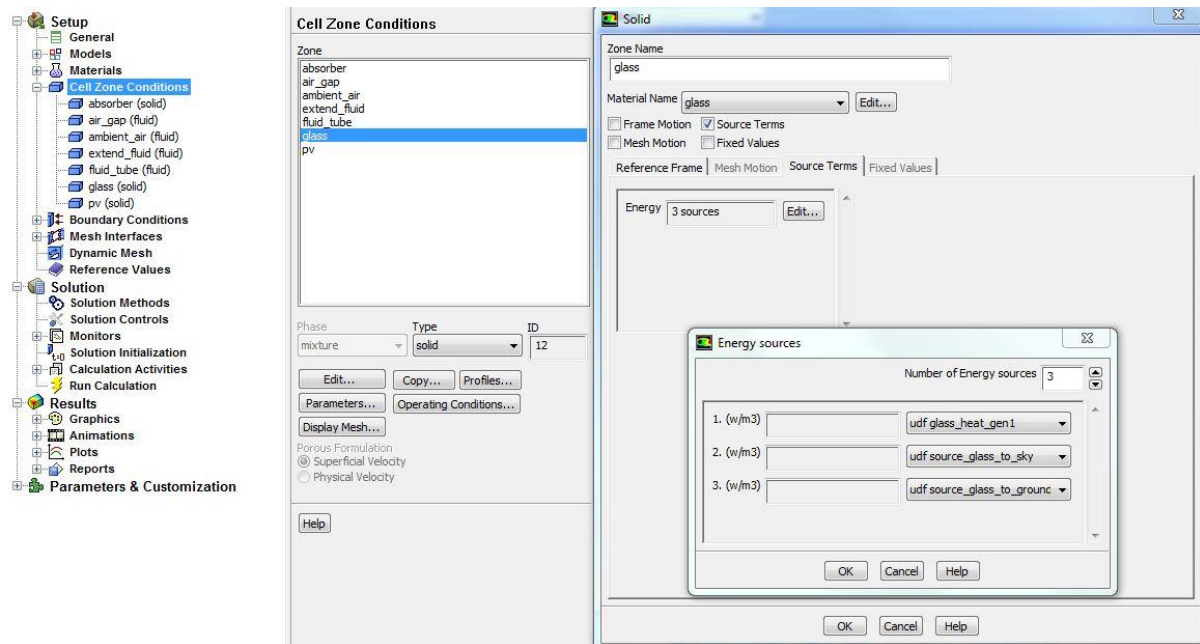 Setup
General
Models
Materials
Cell Zone Conditions
absorber (solid)
air_gap (fluid)
ambient_air (fluid)
extend_fluid (fluid)
fluid_tube (fluid)
glass (solid)
pv (solid)
Boundary Conditions
Mesh Interfaces
Dynamic Mesh
Reference Values
Solution
Solution Methods
Solution Controls
Monitors
Solution Initialization
Calculation Activities
Run Calculation
Results
Graphics
Animations
Plots
Reports
Parameters & Customization
Cell Zone Conditions
Zone
absorber
air_gap
ambient_air
extend_fluid
fluid_tube
glass
pv
Phase Type ID
mixture solid 12
Edit... Copy... Profiles...
Parameters... Operating Conditions...
Display Mesh...
Porous Formulation
Superficial Velocity
Physical Velocity
Help
Solid
Zone Name
glass
Material Name glass Edit...
Frame Motion Source Terms
Mesh Motion Fixed Values
Reference Frame Mesh Motion Source Terms Fixed Values
Energy 3 sources Edit...
Energy sources
Number of Energy sources 3
1. (w/m3) udf glass_heat_gen1
2. (w/m3) udf source_glass_to_sky
3. (w/m3) udf source_glass_to_ground
OK Cancel Help
OK Cancel Help